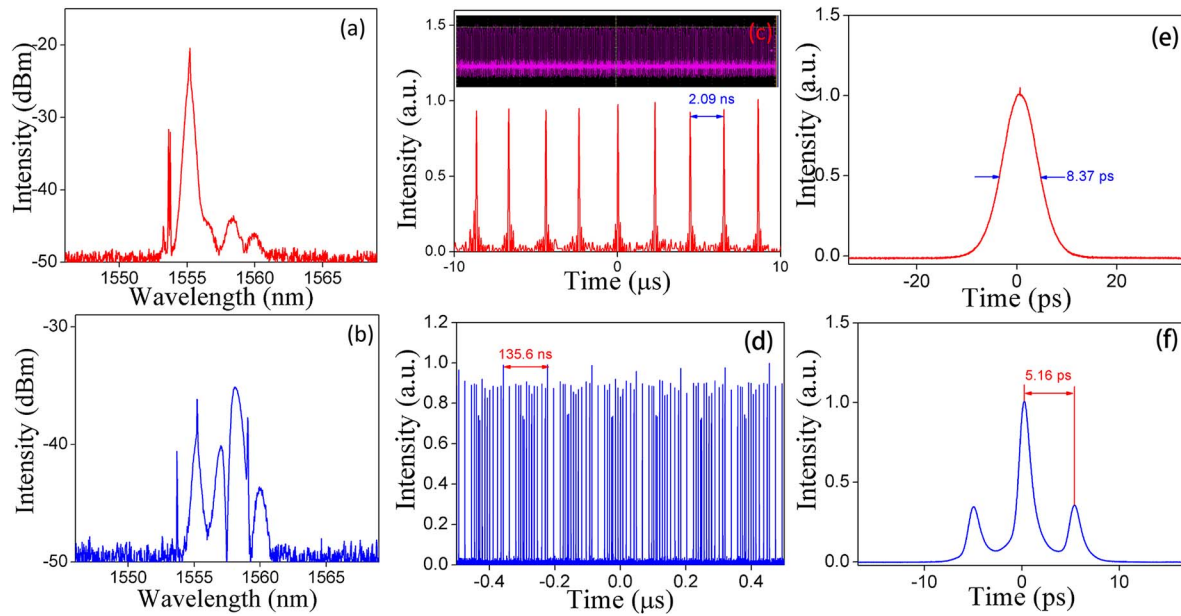 (a)
Intensity (dBm)
-20
-30
-40
-50
1550 1555 1560 1565
Wavelength (nm)
(c)
Intensity (a.u.)
1.5
1.0
0.5
0.0
2.09 ns
-10 0 10
Time (μs)
(e)
Intensity (a.u.)
1.5
1.0
0.5
0.0
8.37 ps
-20 0 20
Time (ps)
(b)
Intensity (dBm)
-30
-40
-50
1550 1555 1560 1565
Wavelength (nm)
(d)
Intensity (a.u.)
1.2
1.0
0.8
0.6
0.4
0.2
0.0
135.6 ns
-0.4 -0.2 0.0 0.2 0.4
Time (μs)
(f)
Intensity (a.u.)
1.5
1.0
0.5
0.0
5.16 ps
-10 0 10
Time (ps)